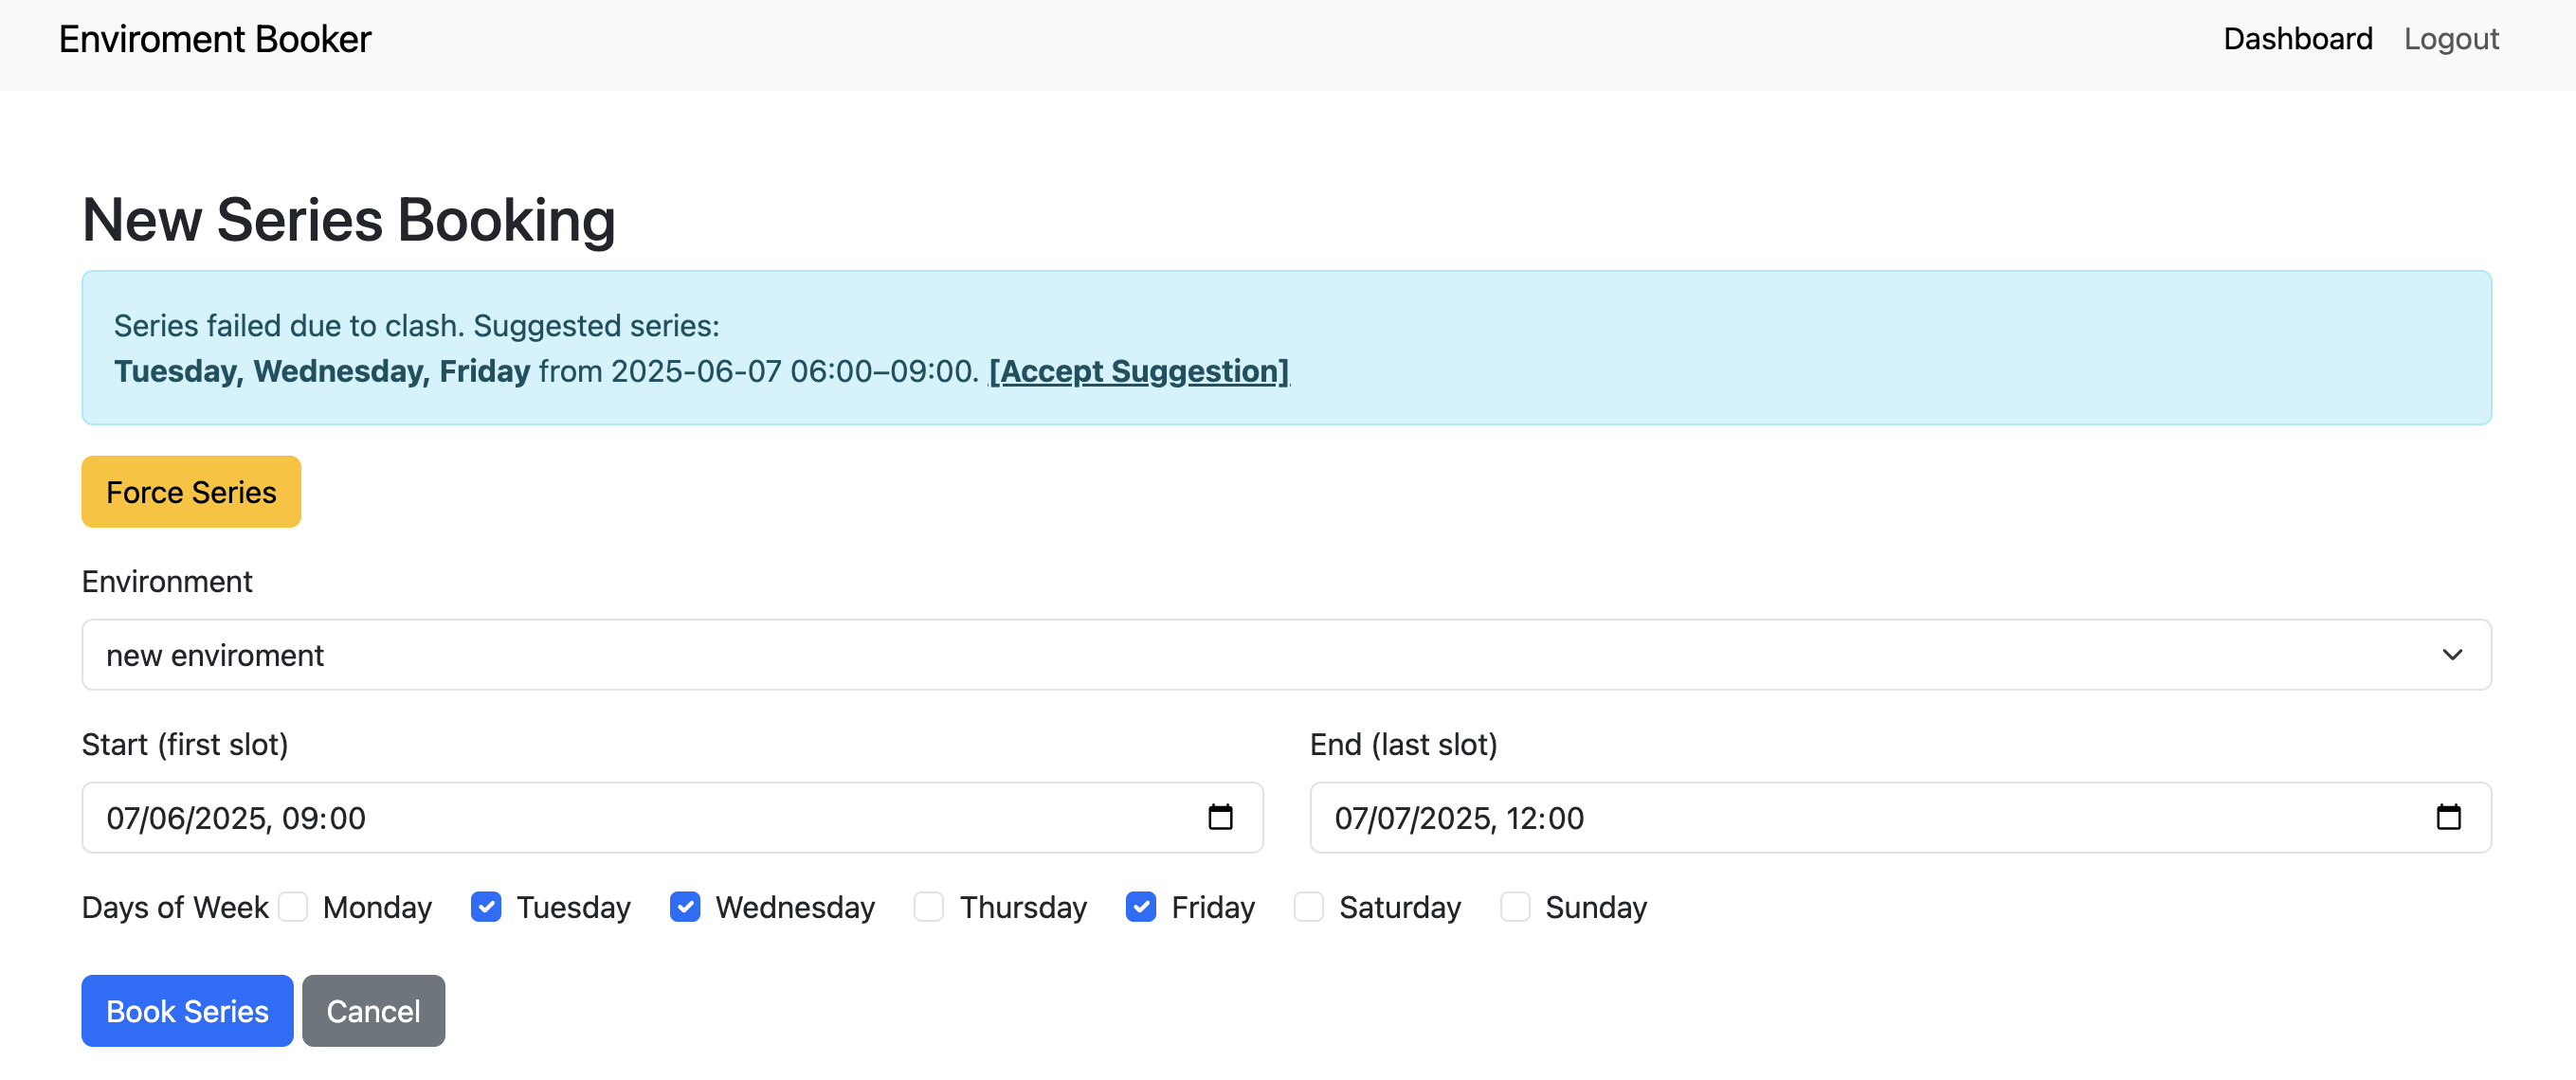 Enviroment Booker
Dashboard Logout
New Series Booking
Series failed due to clash. Suggested series:
Tuesday, Wednesday, Friday from 2025-06-07 06:00–09:00. [Accept Suggestion]
Force Series
Environment
new enviroment
Start (first slot)
End (last slot)
07/06/2025, 09:00
07/07/2025, 12:00
Days of Week Monday Tuesday Wednesday Thursday Friday Saturday Sunday
Book Series Cancel